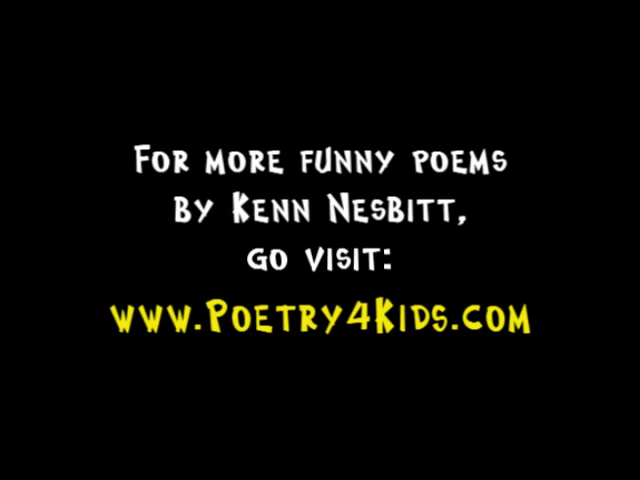 For more funny poems
by Kenn Nesbitt,
go visit:
www.Poetry4Kids.com